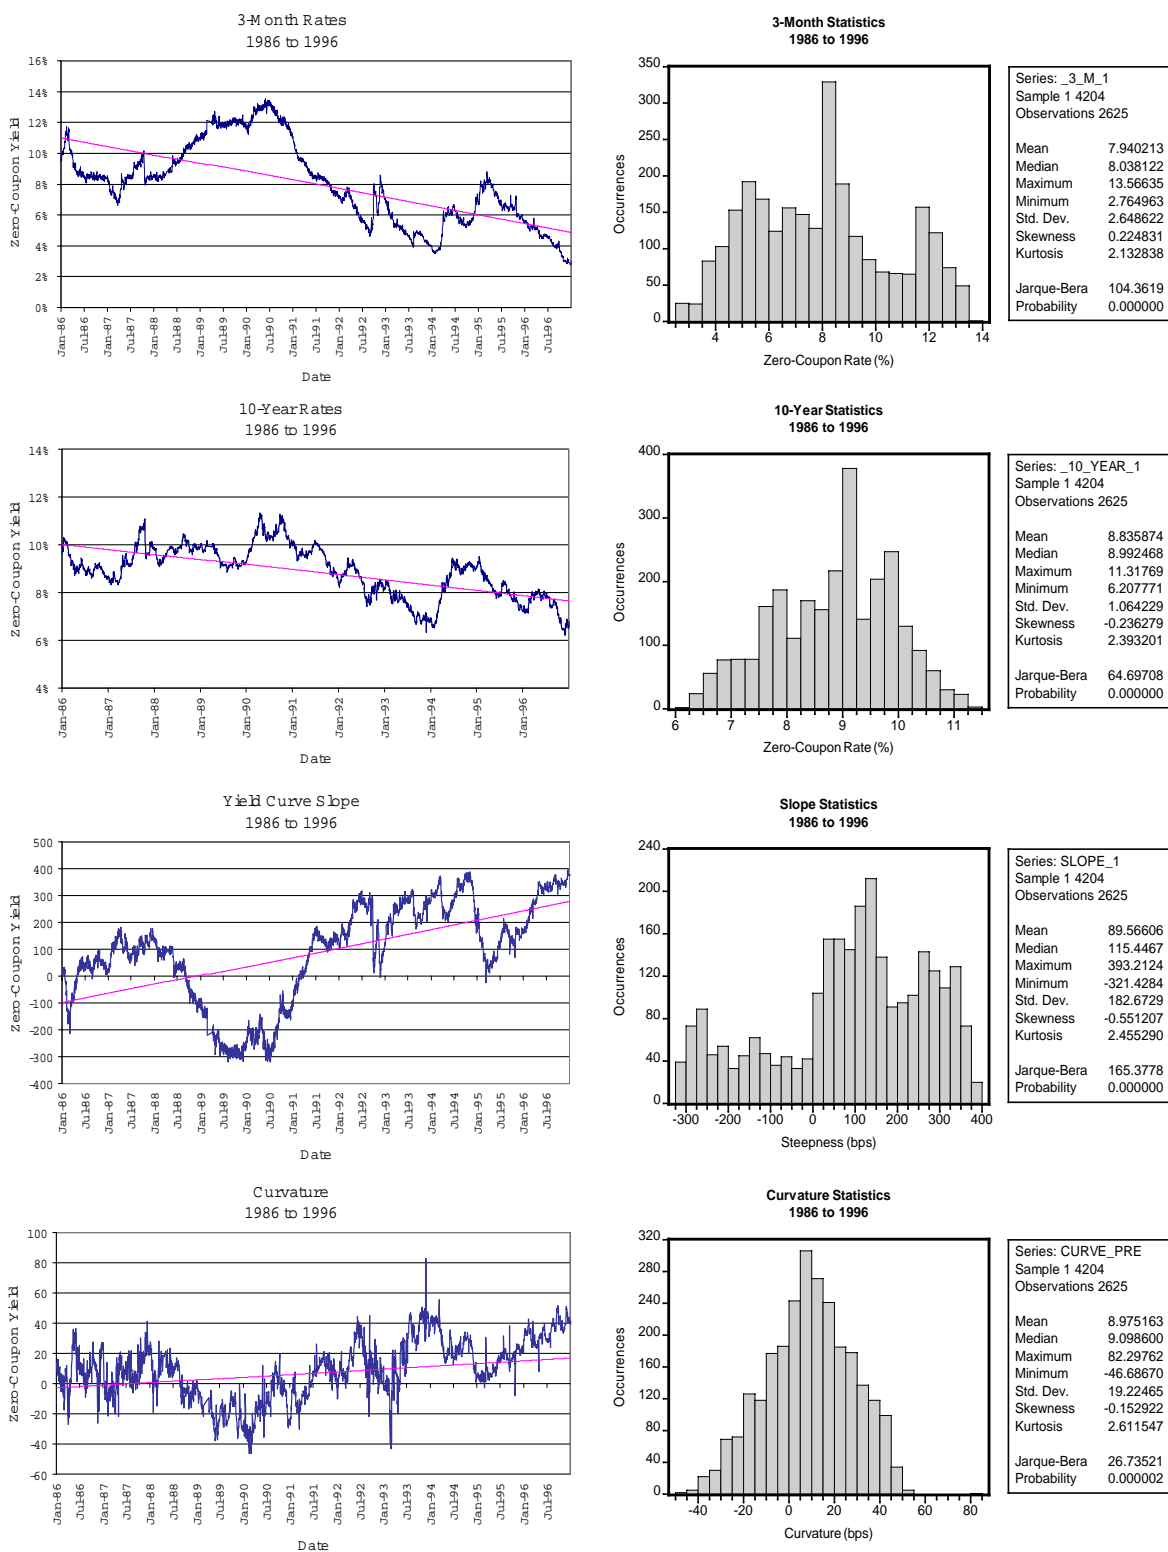 3-Month Rates
1986 to 1996
Zero-Coupon Yield
16%
14%
12%
10%
8%
6%
4%
2%
0%
Jan-86
Jul-86
Jan-87
Jul-87
Jan-88
Jul-88
Jan-89
Jul-89
Jan-90
Jul-90
Jan-91
Jul-91
Jan-92
Jul-92
Jan-93
Jul-93
Jan-94
Jul-94
Jan-95
Jul-95
Jan-96
Jul-96
Date
3-Month Statistics
1986 to 1996
Occurrences
350
300
250
200
150
100
50
0
4 6 8 10 12 14
Zero-Coupon Rate (%)
Series: _3_M_1
Sample 1 4204
Observations 2625
Mean 7.940213
Median 8.038122
Maximum 13.56635
Minimum 2.764963
Std. Dev. 2.648622
Skewness 0.224831
Kurtosis 2.132838
Jarque-Bera 104.3619
Probability 0.000000
10-Year Rates
1986 to 1996
Zero-Coupon Yield
14%
12%
10%
8%
6%
4%
Jan-86
Jan-87
Jan-88
Jan-89
Jan-90
Jan-91
Jan-92
Jan-93
Jan-94
Jan-95
Jan-96
Date
10-Year Statistics
1986 to 1996
Occurrences
400
300
200
100
0
6 7 8 9 10 11
Zero-Coupon Rate (%)
Series: _10_YEAR_1
Sample 1 4204
Observations 2625
Mean 8.835874
Median 8.992468
Maximum 11.31769
Minimum 6.207771
Std. Dev. 1.064229
Skewness -0.236279
Kurtosis 2.393201
Jarque-Bera 64.69708
Probability 0.000000
Yield Curve Slope
1986 to 1996
Zero-Coupon Yield
500
400
300
200
100
0
-100
-200
-300
-400
Jan-86
Jul-86
Jan-87
Jul-87
Jan-88
Jul-88
Jan-89
Jul-89
Jan-90
Jul-90
Jan-91
Jul-91
Jan-92
Jul-92
Jan-93
Jul-93
Jan-94
Jul-94
Jan-95
Jul-95
Jan-96
Jul-96
Date
Slope Statistics
1986 to 1996
Occurrences
240
200
160
120
80
40
0
-300 -200 -100 0 100 200 300 400
Steepness (bps)
Series: SLOPE_1
Sample 1 4204
Observations 2625
Mean 89.56606
Median 115.4467
Maximum 393.2124
Minimum -321.4284
Std. Dev. 182.6729
Skewness -0.551207
Kurtosis 2.455290
Jarque-Bera 165.3778
Probability 0.000000
Curvature
1986 to 1996
Zero-Coupon Yield
100
80
60
40
20
0
-20
-40
-60
Jan-86
Jul-86
Jan-87
Jul-87
Jan-88
Jul-88
Jan-89
Jul-89
Jan-90
Jul-90
Jan-91
Jul-91
Jan-92
Jul-92
Jan-93
Jul-93
Jan-94
Jul-94
Jan-95
Jul-95
Jan-96
Jul-96
Date
Curvature Statistics
1986 to 1996
Occurrences
320
280
240
200
160
120
80
40
0
-40 -20 0 20 40 60 80
Curvature (bps)
Series: CURVE_PRE
Sample 1 4204
Observations 2625
Mean 8.975163
Median 9.098600
Maximum 82.29762
Minimum -46.68670
Std. Dev. 19.22465
Skewness -0.152922
Kurtosis 2.611547
Jarque-Bera 26.73521
Probability 0.000002